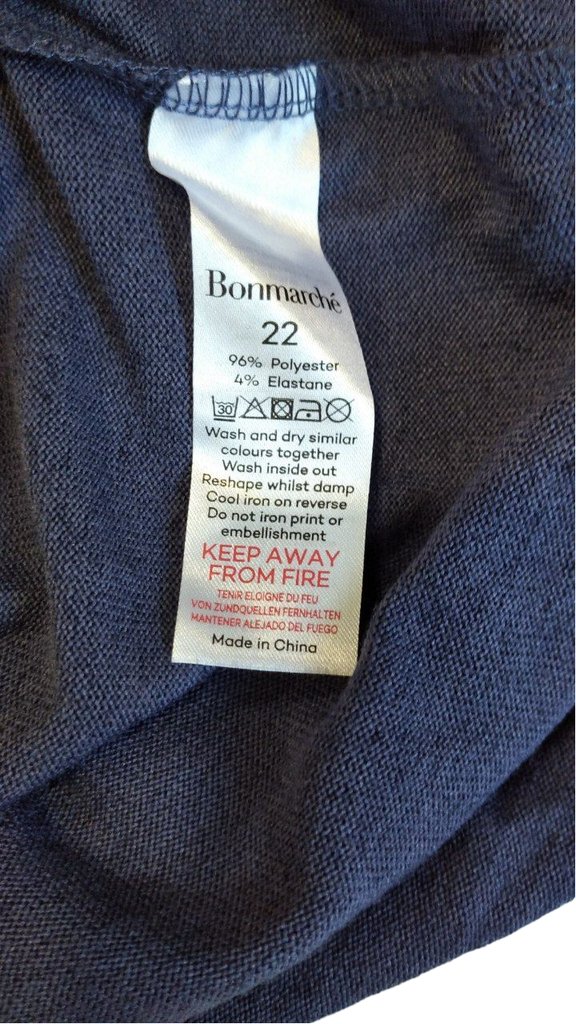 Bonmarché
22
96% Polyester
4% Elastane
30
Wash and dry similar
colours together
Wash inside out
Reshape whilst damp
Cool iron on reverse
Do not iron print or
embellishment
KEEP AWAY
FROM FIRE
TENIR ELOIGNE DU FEU
VON ZUNDQUELLEN FERNHALTEN
MANTENER ALEJADO DEL FUEGO
Made in China